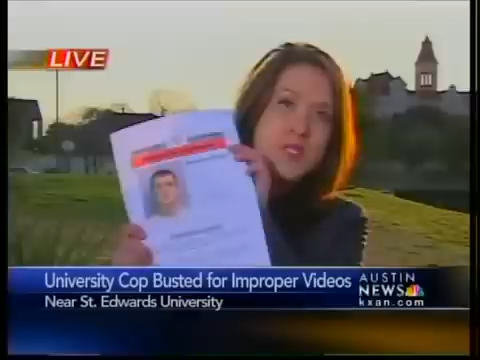 LIVE
University Cop Busted for Improper Videos
Near St. Edwards University
AUSTIN
NEWS
kxan.com